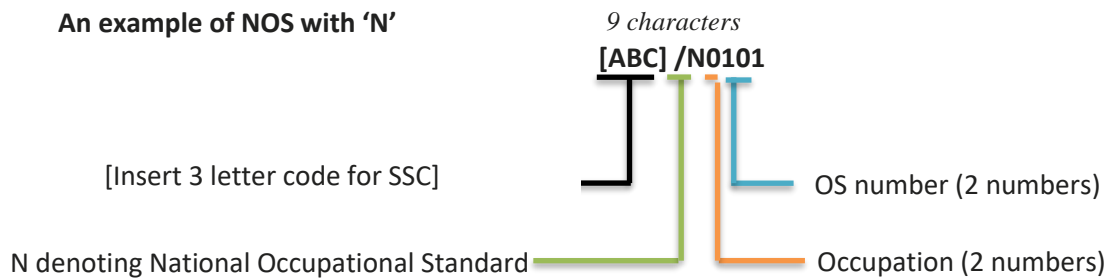 An example of NOS with ‘N’
9 characters
[ABC] /N0101
[Insert 3 letter code for SSC]
OS number (2 numbers)
N denoting National Occupational Standard
Occupation (2 numbers)